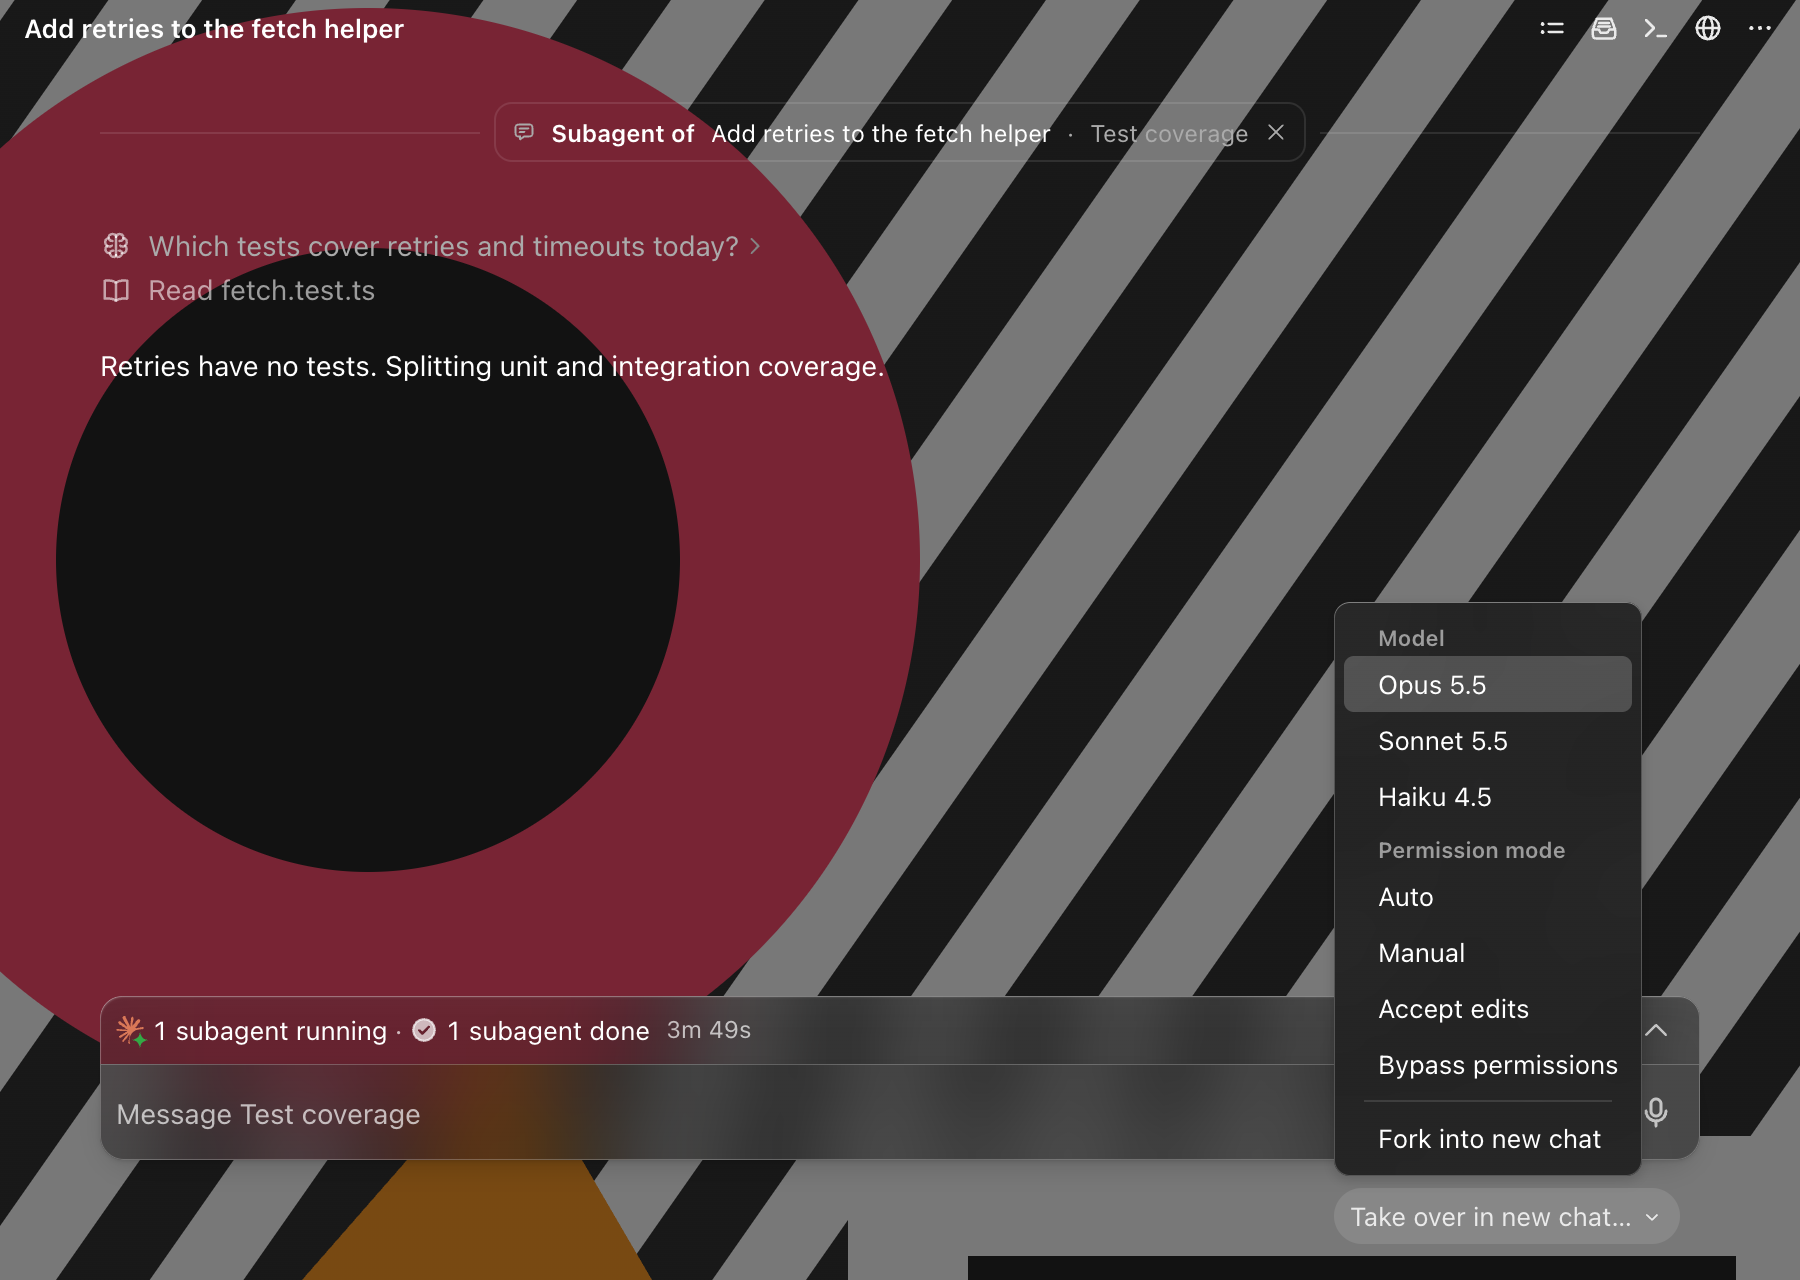 Add retries to the fetch helper
Subagent of Add retries to the fetch helper · Test coverage
Which tests cover retries and timeouts today?
Read fetch.test.ts
Retries have no tests. Splitting unit and integration coverage.
Model
Opus 5.5
Sonnet 5.5
Haiku 4.5
Permission mode
Auto
Manual
Accept edits
Bypass permissions
Fork into new chat
1 subagent running · 1 subagent done 3m 49s
Message Test coverage
Take over in new chat...